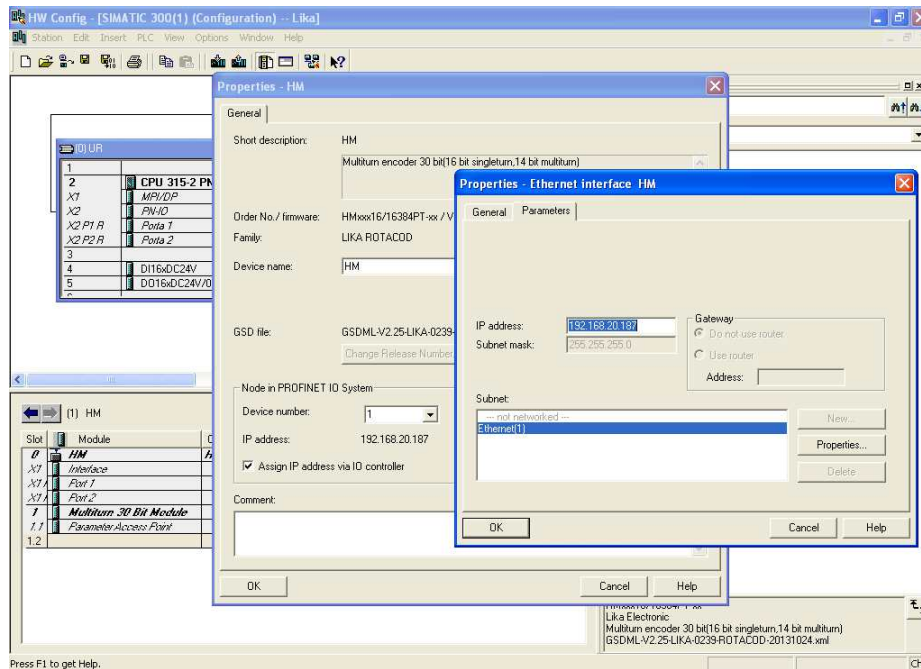 HW Config - [SIMATIC 300(1) (Configuration) -- Lika]
Station Edit Insert PLC View Options Window Help
(0) UR
1
2 CPU 315-2 PN
X1 MPI/DP
X2 PN-IO
X2 P1 R Porta 1
X2 P2 R Porta 2
3
4 DI16xDC24V
5 DO16xDC24V/0
(1) HM
Slot Module
0 HM
X1 Interface
X1 Port 1
X1 Port 2
1 Multiturn 30 Bit Module
1.1 Parameter Access Point
1.2
Properties - HM
General
Short description: HM
Multiturn encoder 30 bit(16 bit singleturn,14 bit multiturn)
Order No./ firmware: HMxxx16/16384PT-xx / V
Family: LIKA ROTACOD
Device name: HM
GSD file: GSDML-V2.25-LIKA-0239-
Change Release Number
Node in PROFINET IO System
Device number: 1
IP address: 192.168.20.187
Assign IP address via IO controller
Comment:
OK Cancel Help
Properties - Ethernet interface HM
General Parameters
IP address: 192.168.20.187
Subnet mask: 255.255.255.0
Gateway
Do not use router
Use router
Address:
Subnet:
--- not networked ---
Ethernet(1)
New...
Properties...
Delete
OK Cancel Help
Lika Electronic
Multiturn encoder 30 bit(16 bit singleturn,14 bit multiturn)
GSDML-V2.25-LIKA-0239-ROTACOD-20131024.xml
Press F1 to get Help.